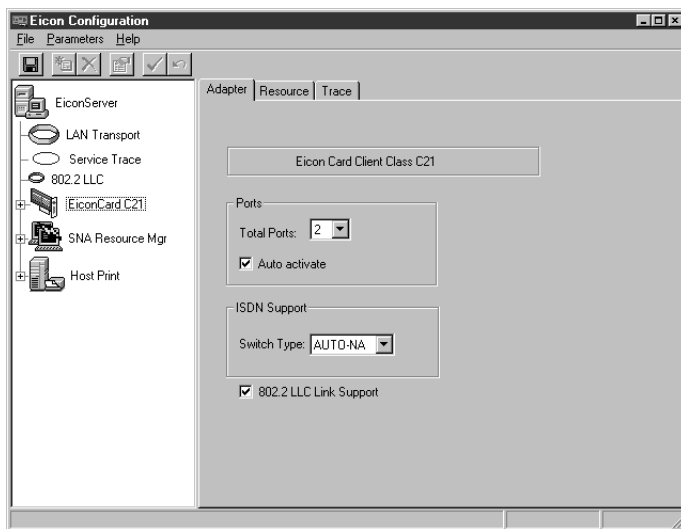 Eicon Configuration
File Parameters Help
EiconServer
LAN Transport
Service Trace
802.2 LLC
EiconCard C21
SNA Resource Mgr
Host Print
Adapter Resource Trace
Eicon Card Client Class C21
Ports
Total Ports: 2
Auto activate
ISDN Support
Switch Type: AUTO-NA
802.2 LLC Link Support